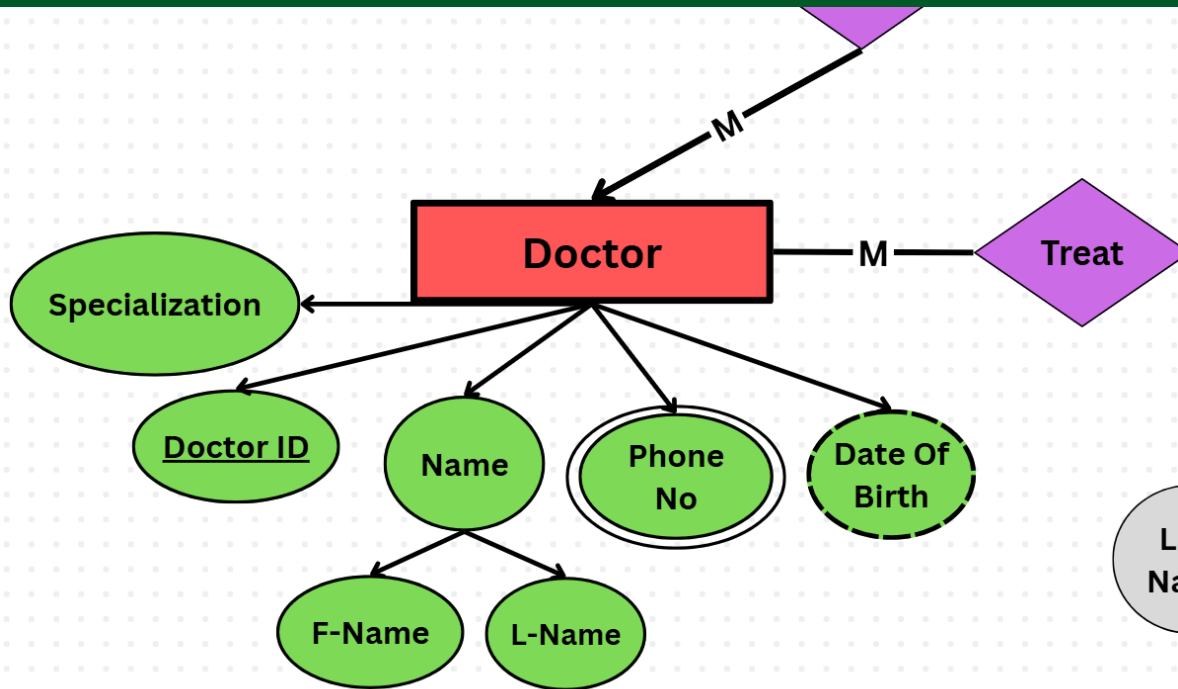 M
Doctor
M
Treat
Specialization
Doctor ID
Name
Phone
No
Date Of
Birth
F-Name
L-Name